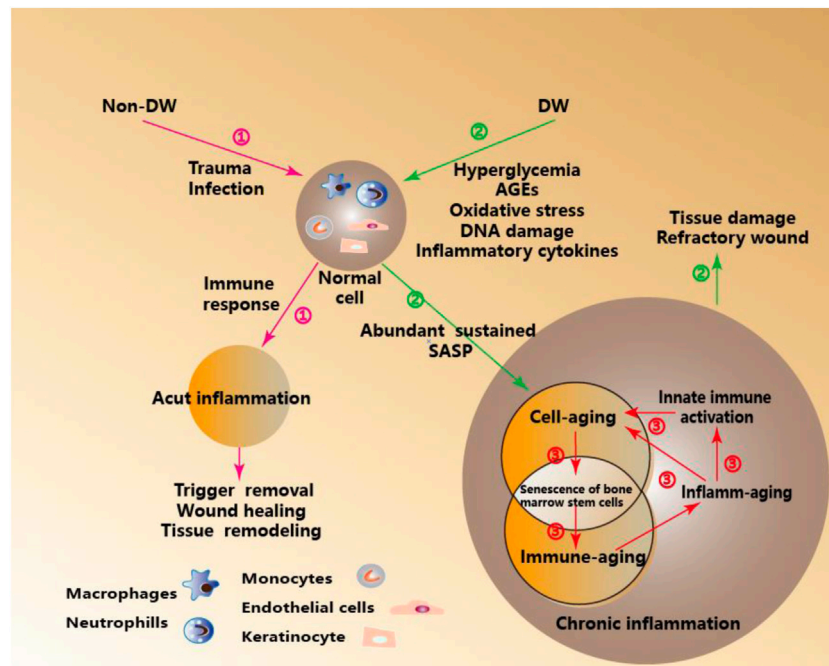 Non-DW
①
Trauma
Infection
DW
②
Hyperglycemia
AGEs
Oxidative stress
DNA damage
Inflammatory cytokines
Normal
cell
Immune
response
①
Acut inflammation
Trigger removal
Wound healing
Tissue remodeling
②
Abundant sustained
SASP
Tissue damage
Refractory wound
②
Cell-aging
③
Senescence of bone
marrow stem cells
③
Immune-aging
Innate immune
activation
③
③
③
Inflamm-aging
Chronic inflammation
Macrophages
Neutrophills
Monocytes
Endothelial cells
Keratinocyte